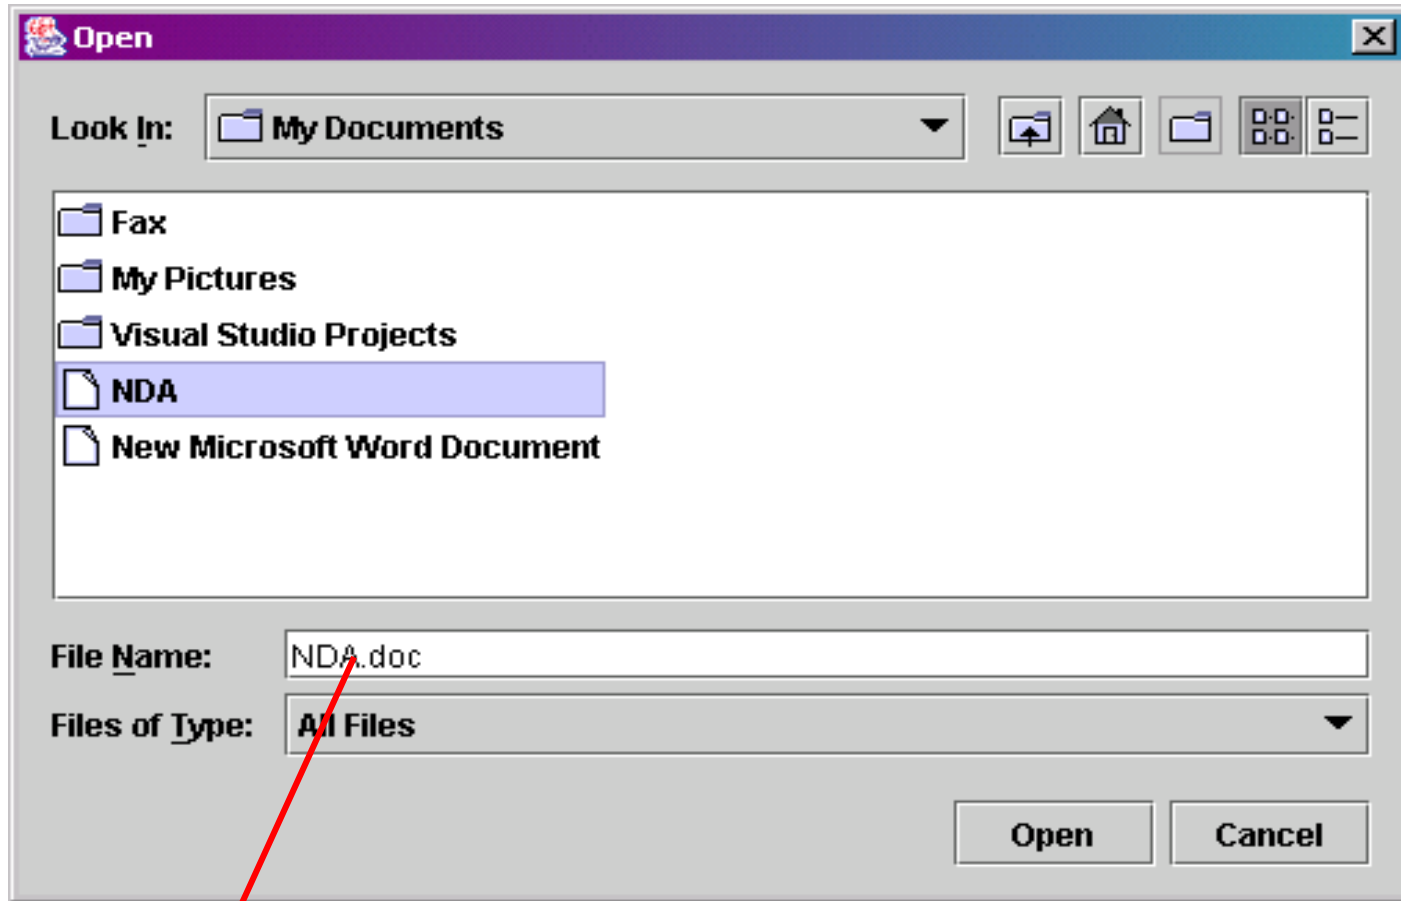 Open
Look In: My Documents
Fax
My Pictures
Visual Studio Projects
NDA
New Microsoft Word Document
File Name: NDA.doc
Files of Type: All Files
Open Cancel